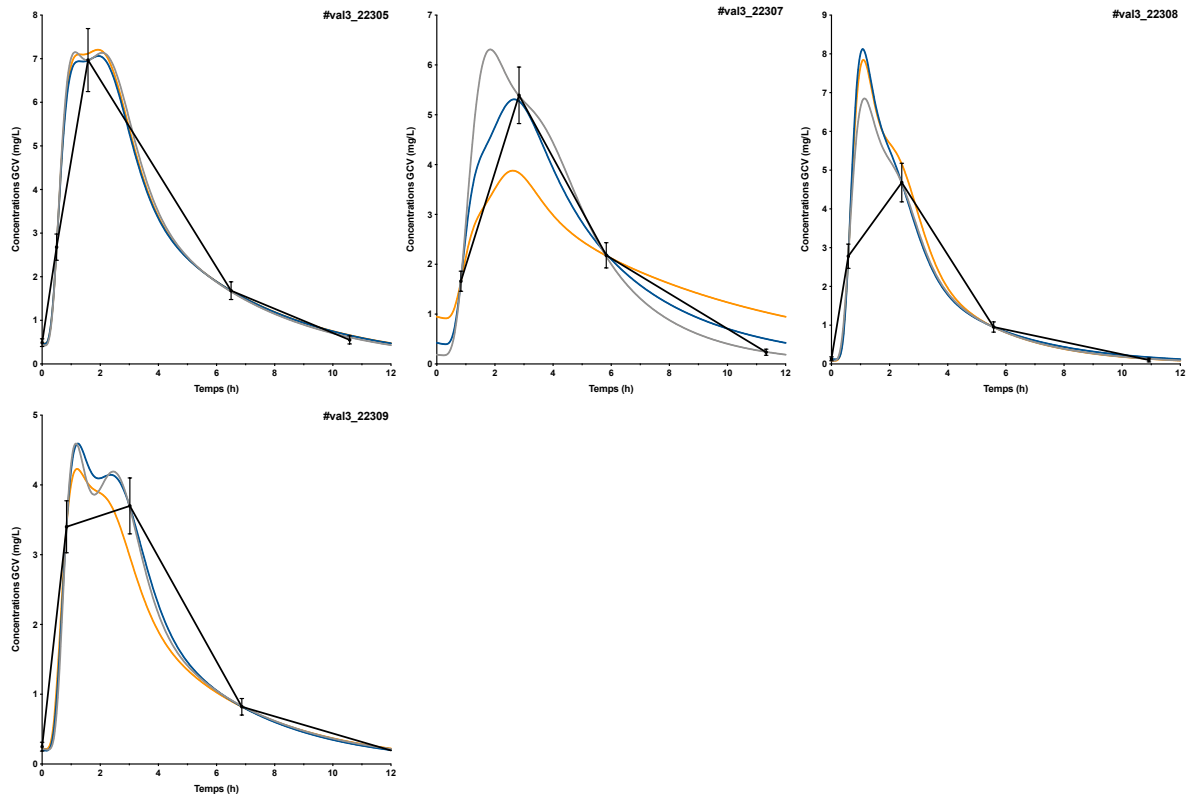 #val3_22305
Concentrations GCV (mg/L)
8
7
6
5
4
3
2
1
0
0 2 4 6 8 10 12
Temps (h)
#val3_22307
Concentrations GCV (mg/L)
7
6
5
4
3
2
1
0
0 2 4 6 8 10 12
Temps (h)
#val3_22308
Concentrations GCV (mg/L)
9
8
7
6
5
4
3
2
1
0
0 2 4 6 8 10 12
Temps (h)
#val3_22309
Concentrations GCV (mg/L)
5
4
3
2
1
0
0 2 4 6 8 10 12
Temps (h)